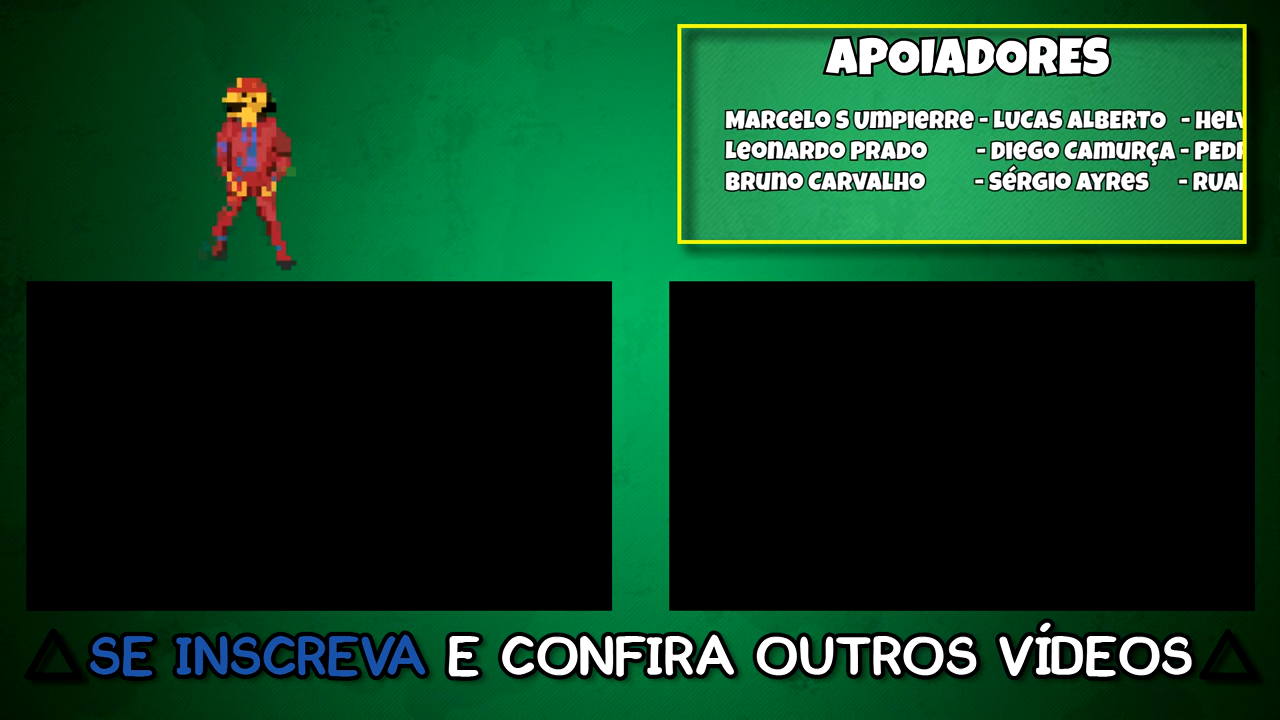 APOIADORES
MARCELO S UMPIERRE - LUCAS ALBERTO -
LEONARDO PRADO - DIEGO CAMURÇA -
BRUNO CARVALHO - SÉRGIO AYRES -
SE INSCREVA E CONFIRA OUTROS VÍDEOS